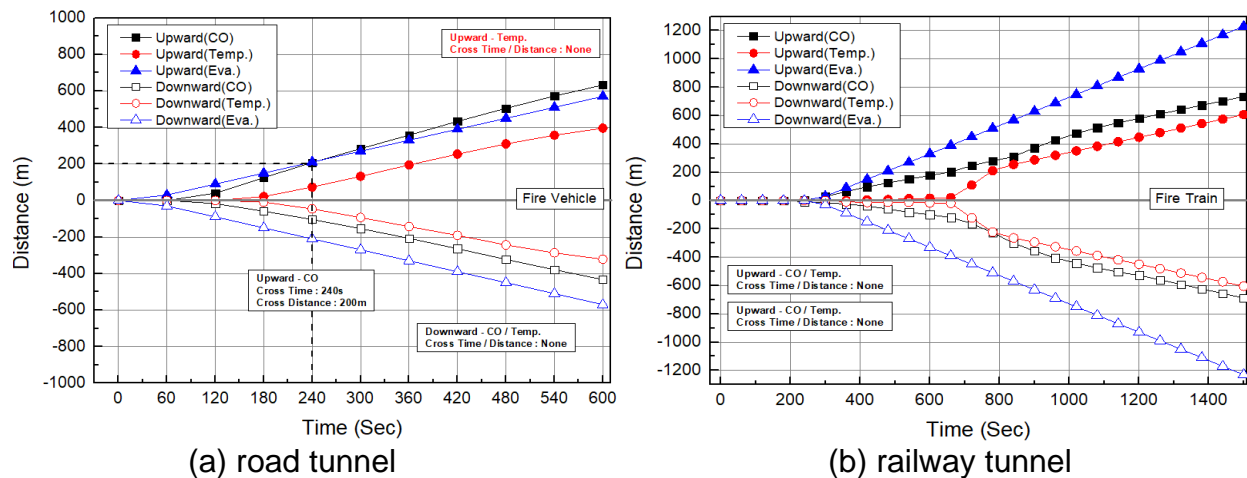 1000
800
600
400
200
0
-200
-400
-600
-800
-1000
Distance (m)
Upward(CO)
Upward(Temp.)
Upward(Eva.)
Downward(CO)
Downward(Temp.)
Downward(Eva.)
Upward - Temp.
Cross Time / Distance : None
Fire Vehicle
Upward - CO
Cross Time : 240s
Cross Distance : 200m
Downward - CO / Temp.
Cross Time / Distance : None
0 60 120 180 240 300 360 420 480 540 600
Time (Sec)
(a) road tunnel
1200
1000
800
600
400
200
0
-200
-400
-600
-800
-1000
-1200
Distance (m)
Upward(CO)
Upward(Temp.)
Upward(Eva.)
Downward(CO)
Downward(Temp.)
Downward(Eva.)
Fire Train
Upward - CO / Temp.
Cross Time / Distance : None
Upward - CO / Temp.
Cross Time / Distance : None
0 200 400 600 800 1000 1200 1400
Time (Sec)
(b) railway tunnel